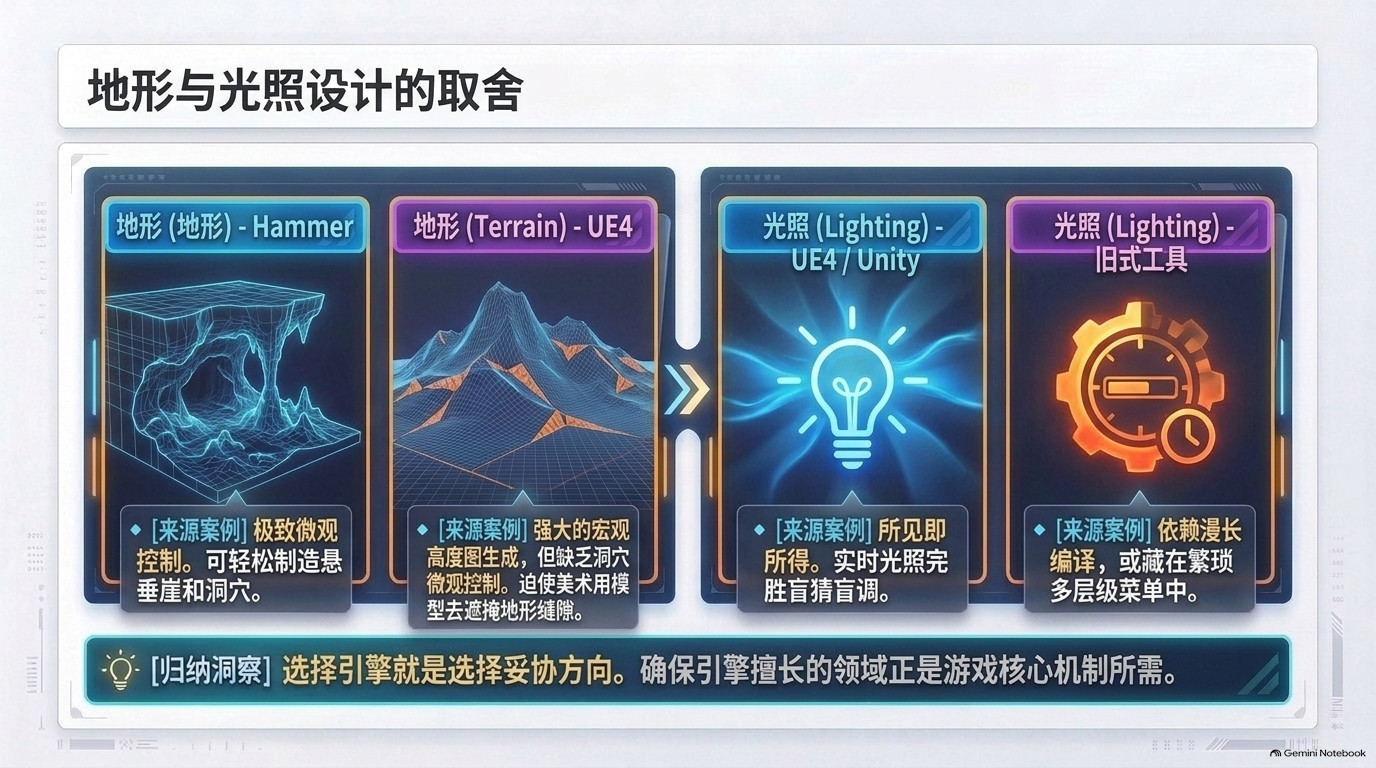 地形与光照设计的取舍
地形 (地形) - Hammer
◆ [来源案例] 极致微观
控制。可轻松制造悬
垂崖和洞穴。
地形 (Terrain) - UE4
◆ [来源案例] 强大的宏观
高度图生成，但缺乏洞穴
微观控制。迫使美术用模
型去遮掩地形缝隙。
光照 (Lighting) -
UE4 / Unity
◆ [来源案例] 所见即
所得。实时光照完
胜盲猜盲调。
光照 (Lighting) -
旧式工具
◆ [来源案例] 依赖漫长
编译，或藏在繁琐
多层级菜单中。
[归纳洞察] 选择引擎就是选择妥协方向。确保引擎擅长的领域正是游戏核心机制所需。
Gemini Notebook